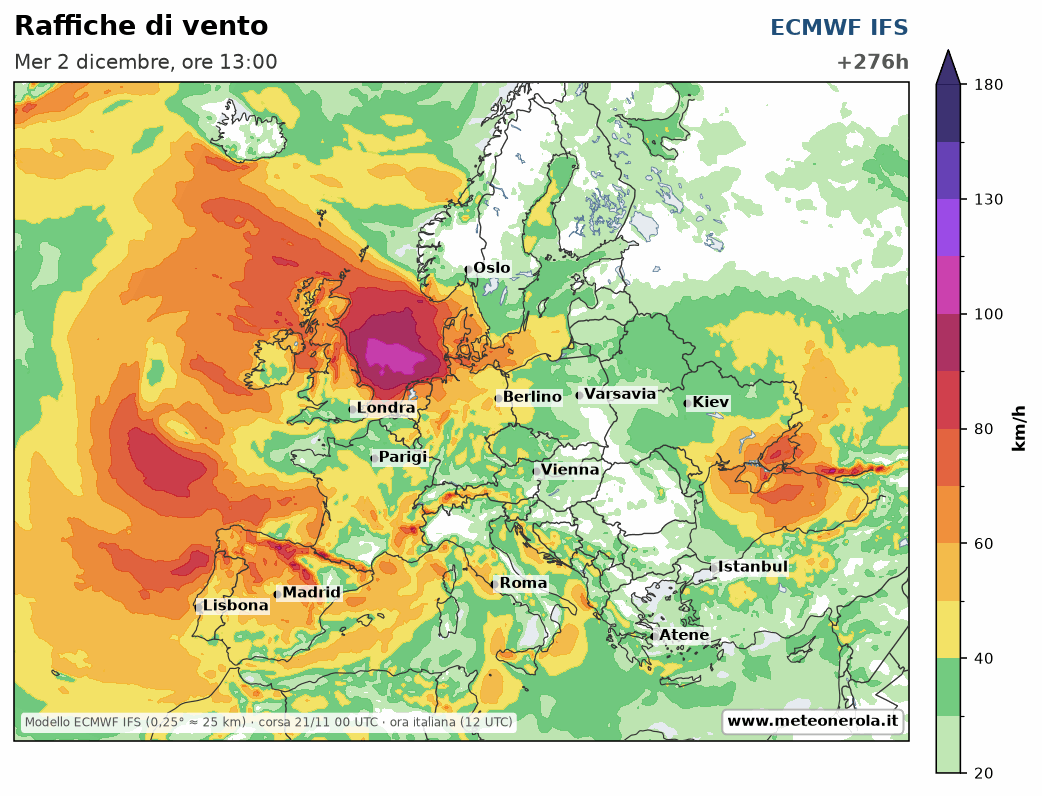 Raffiche di vento
ECMWF IFS
Mer 2 dicembre, ore 13:00
+276h
180
130
100
80
60
40
20
km/h
Oslo
Londra
Berlino
Varsavia
Kiev
Parigi
Vienna
Istanbul
Roma
Madrid
Lisbona
Atene
Modello ECMWF IFS (0,25° ≈ 25 km) · corsa 21/11 00 UTC · ora italiana (12 UTC)
www.meteonerola.it